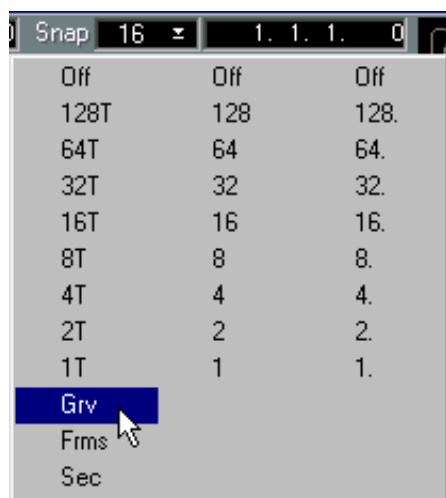 Snap 16 1. 1. 1. 0
Off Off Off
128T 128 128.
64T 64 64.
32T 32 32.
16T 16 16.
8T 8 8.
4T 4 4.
2T 2 2.
1T 1 1.
Grv
Frms
Sec